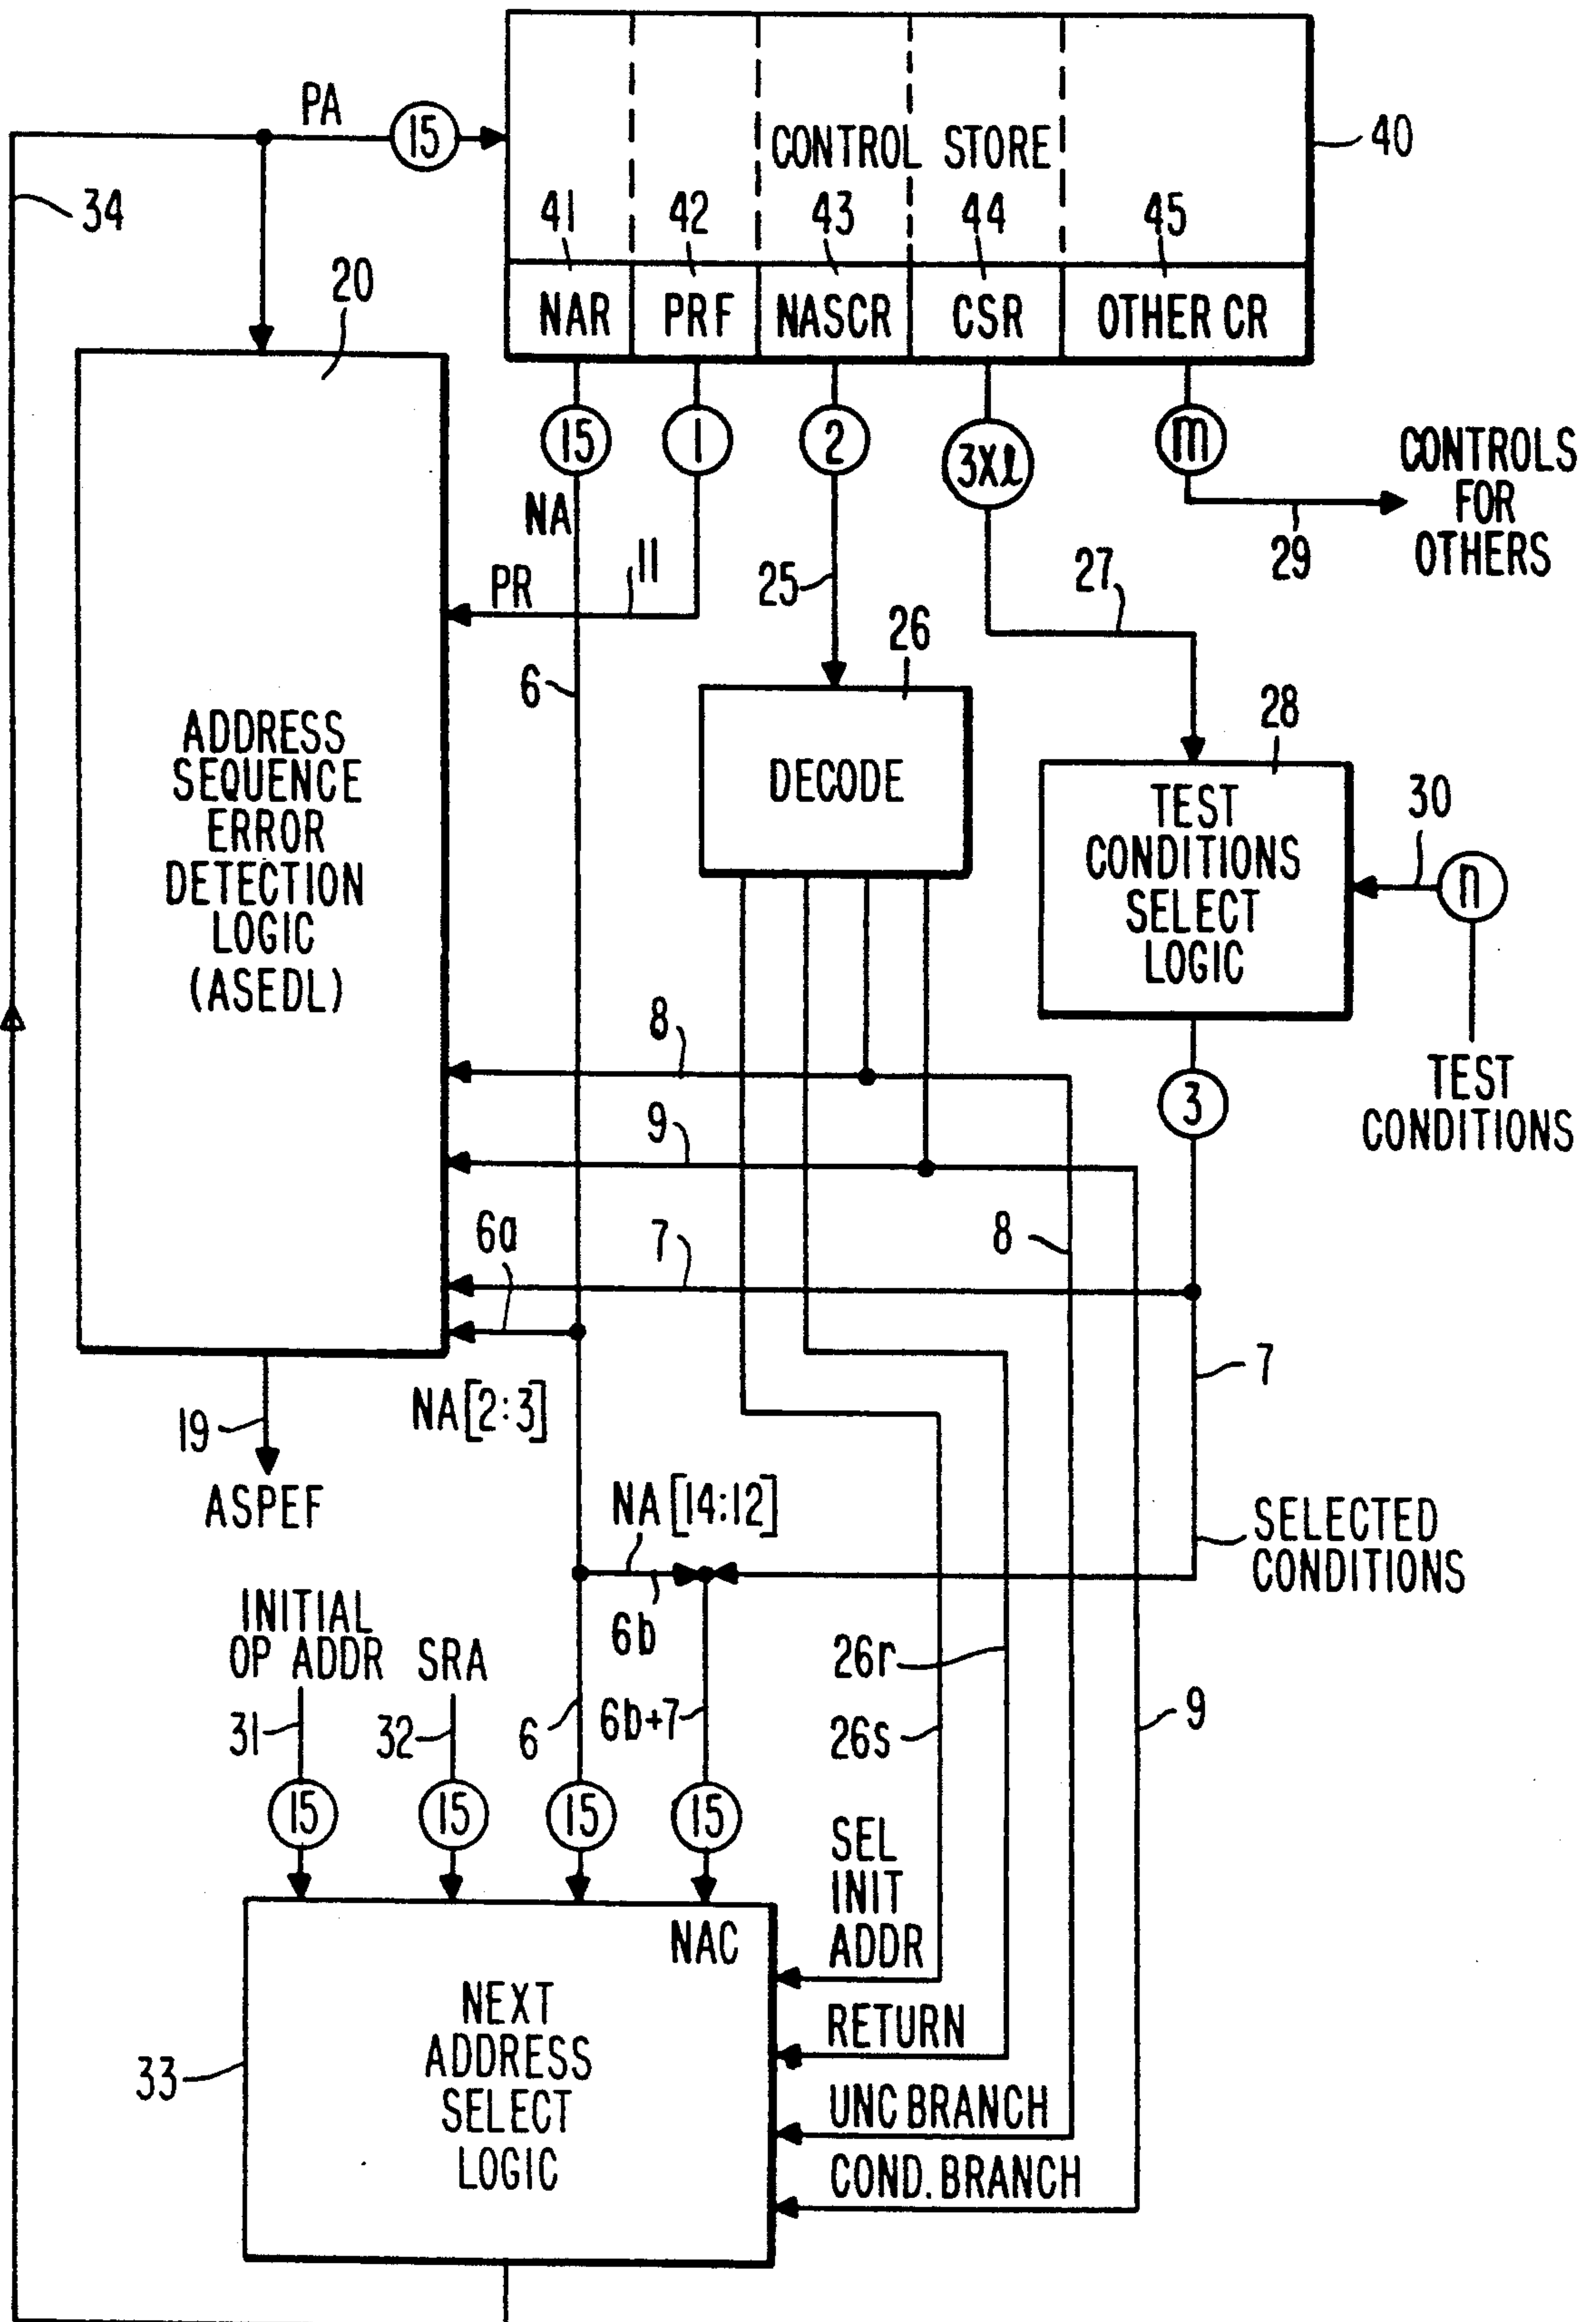 PA
15
CONTROL STORE
40
34
41
42
43
44
45
NAR
PRF
NASCR
CSR
OTHER CR
20
15
1
2
3Xℓ
m
CONTROLS
FOR
OTHERS
29
NA
PR
11
25
27
6
26
28
DECODE
ADDRESS
SEQUENCE
ERROR
DETECTION
LOGIC
(ASEDL)
TEST
CONDITIONS
SELECT
LOGIC
30
n
TEST
CONDITIONS
3
8
9
6a
7
8
7
NA[2:3]
19
ASPEF
NA[14:12]
SELECTED
CONDITIONS
6b
INITIAL
OP ADDR
SRA
31
32
6
6b+7
26r
26s
9
15
15
15
15
SEL
INIT
ADDR
NAC
NEXT
ADDRESS
SELECT
LOGIC
33
RETURN
UNC BRANCH
COND. BRANCH